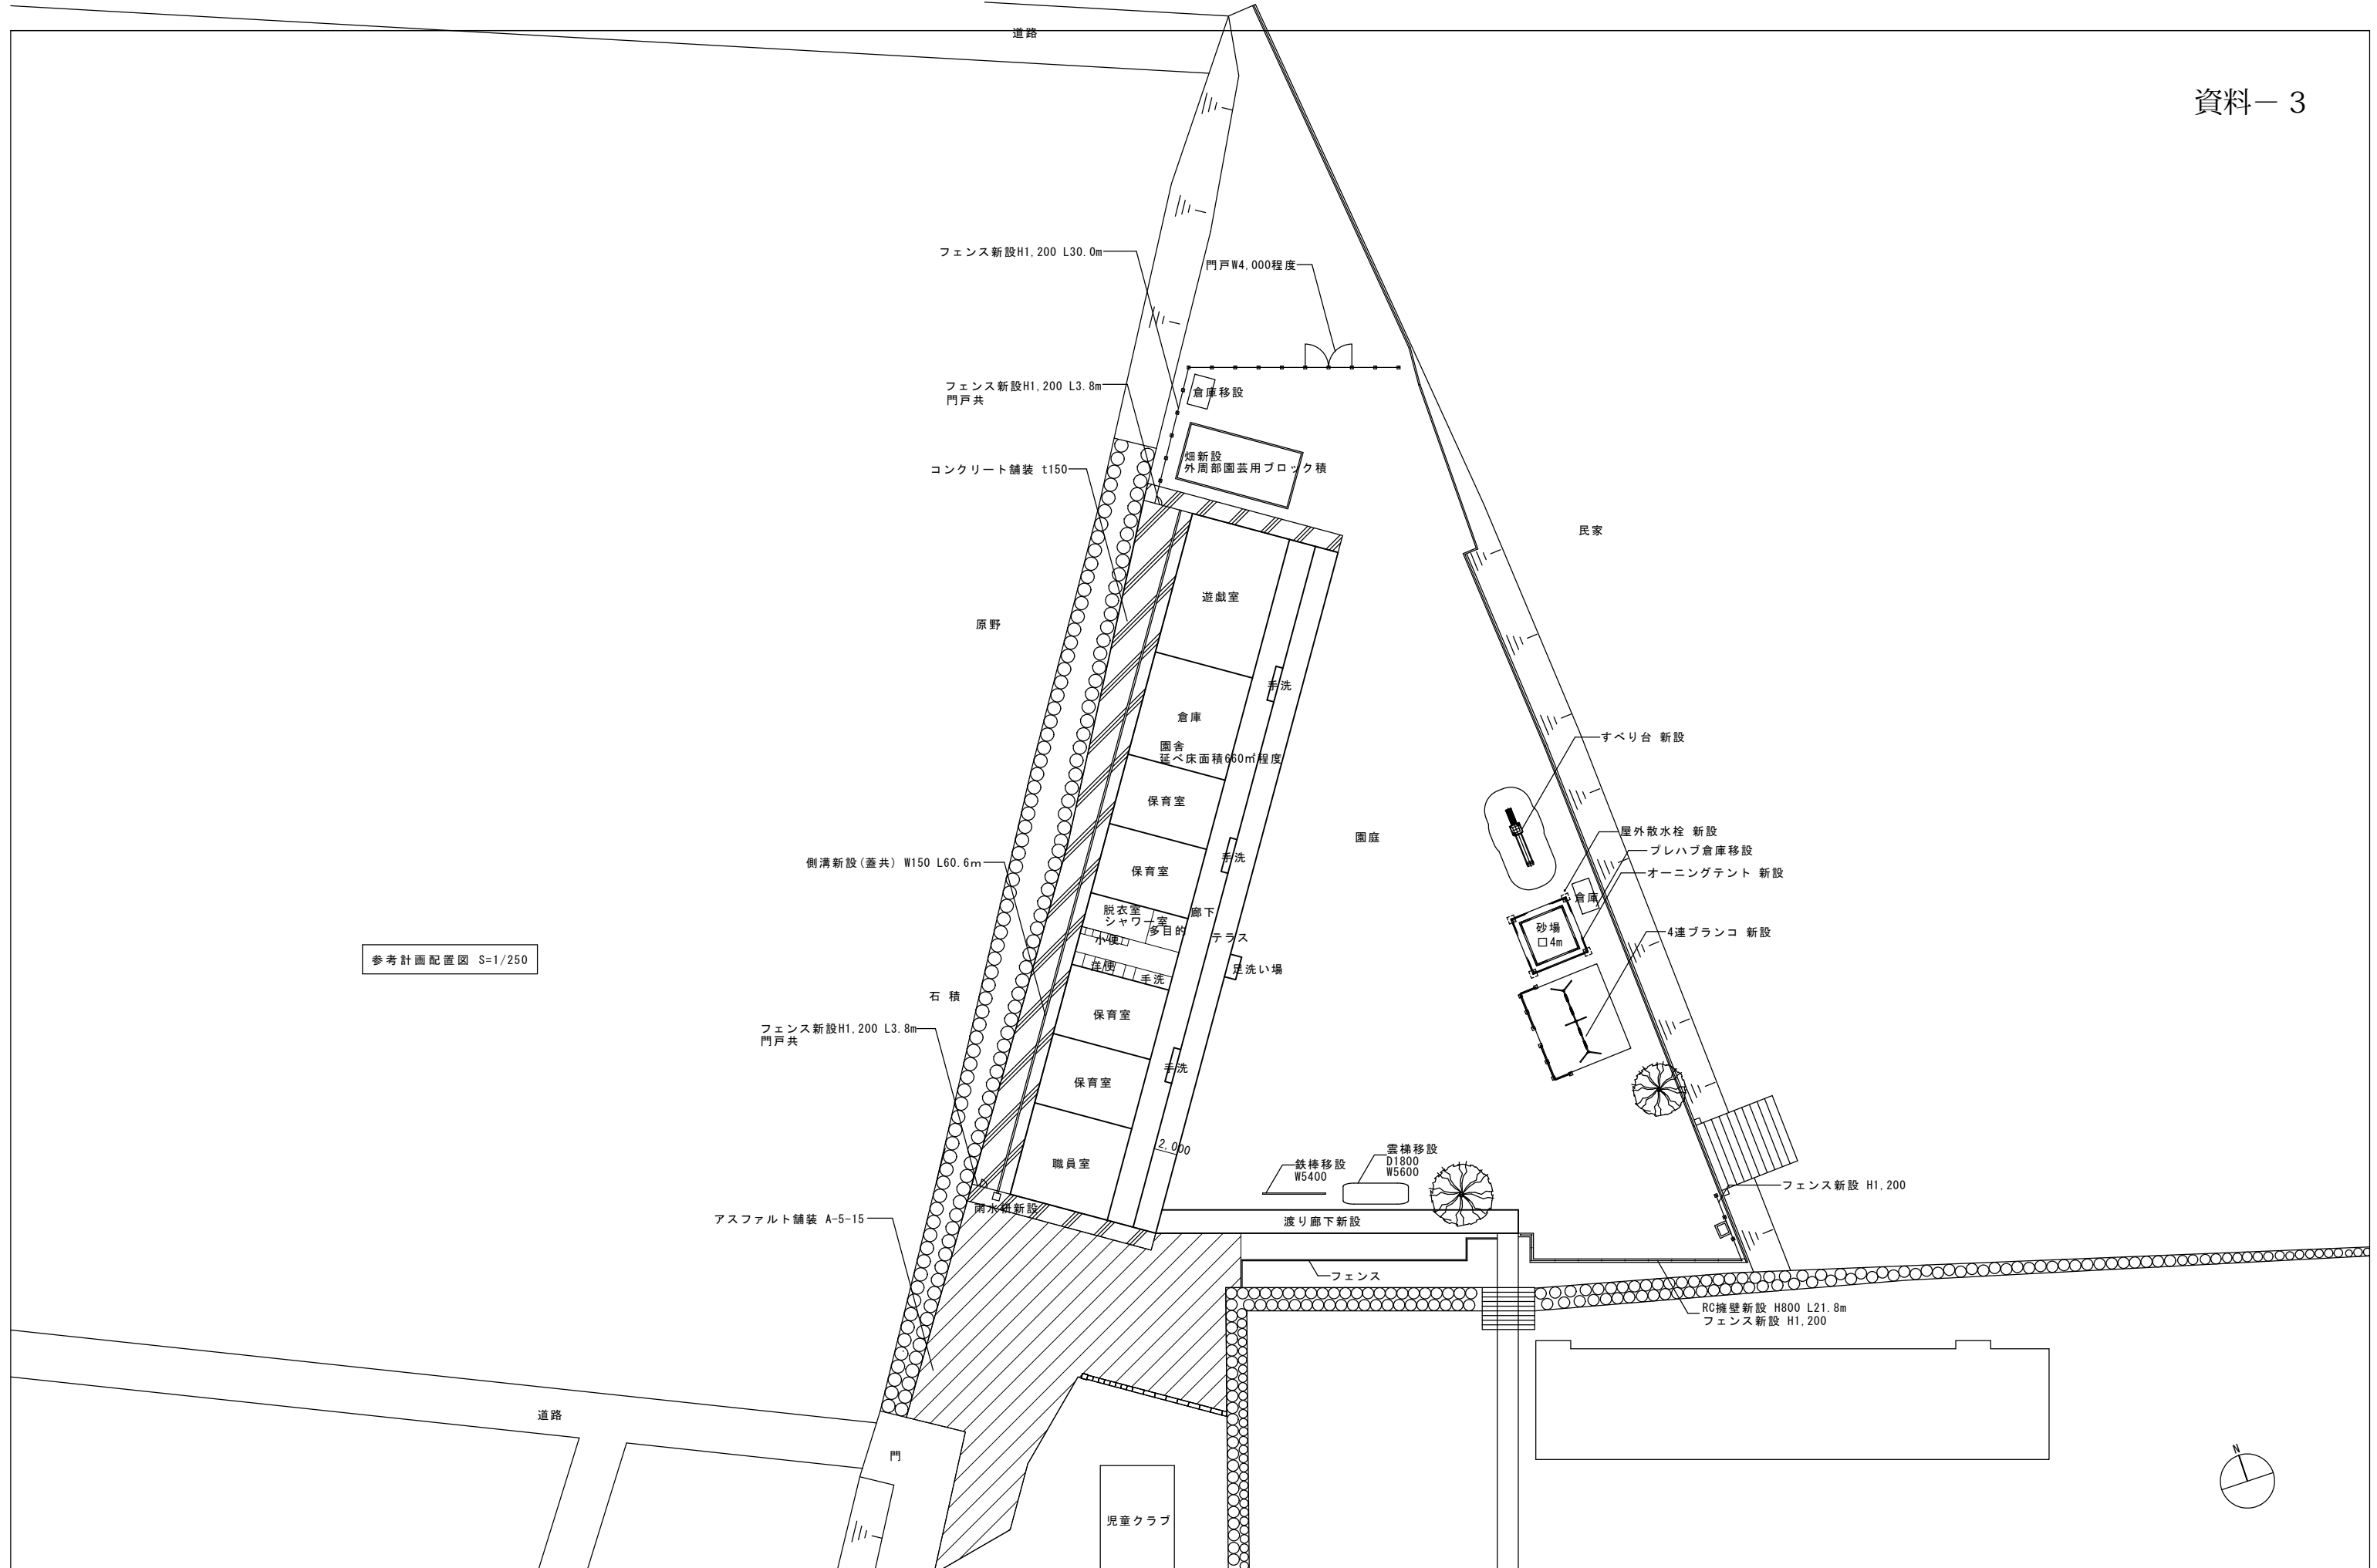 道路
資料－３
フェンス新設H1,200 L30.0m
門戸W4,000程度
フェンス新設H1,200 L3.8m
門戸共
倉庫移設
コンクリート舗装 t150
畑新設
外周部園芸用ブロック積
民家
遊戯室
原野
手洗
倉庫
園舎
延べ床面積660㎡程度
すべり台 新設
保育室
園庭
屋外散水栓 新設
プレハブ倉庫移設
側溝新設(蓋共) W150 L60.6m
手洗
保育室
オーニングテント 新設
倉庫
脱衣室
シャワー室
廊下
多目的
小便
テラス
砂場
□4m
4連ブランコ 新設
参考計画配置図 S=1/250
洋便
手洗
足洗い場
石 積
保育室
フェンス新設H1,200 L3.8m
門戸共
手洗
保育室
2,000
職員室
鉄棒移設
W5400
雲梯移設
D1800
W5600
フェンス新設 H1,200
雨水桝新設
アスファルト舗装 A-5-15
渡り廊下新設
フェンス
RC擁壁新設 H800 L21.8m
フェンス新設 H1,200
道路
門
N
児童クラブ